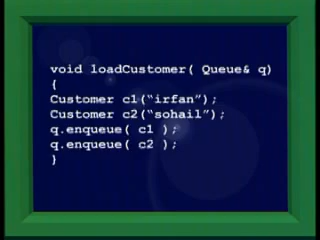 void loadCustomer( Queue& q)
{
Customer c1(“irfan”);
Customer c2(“sohail”);
q.enqueue( c1 );
q.enqueue( c2 );
}